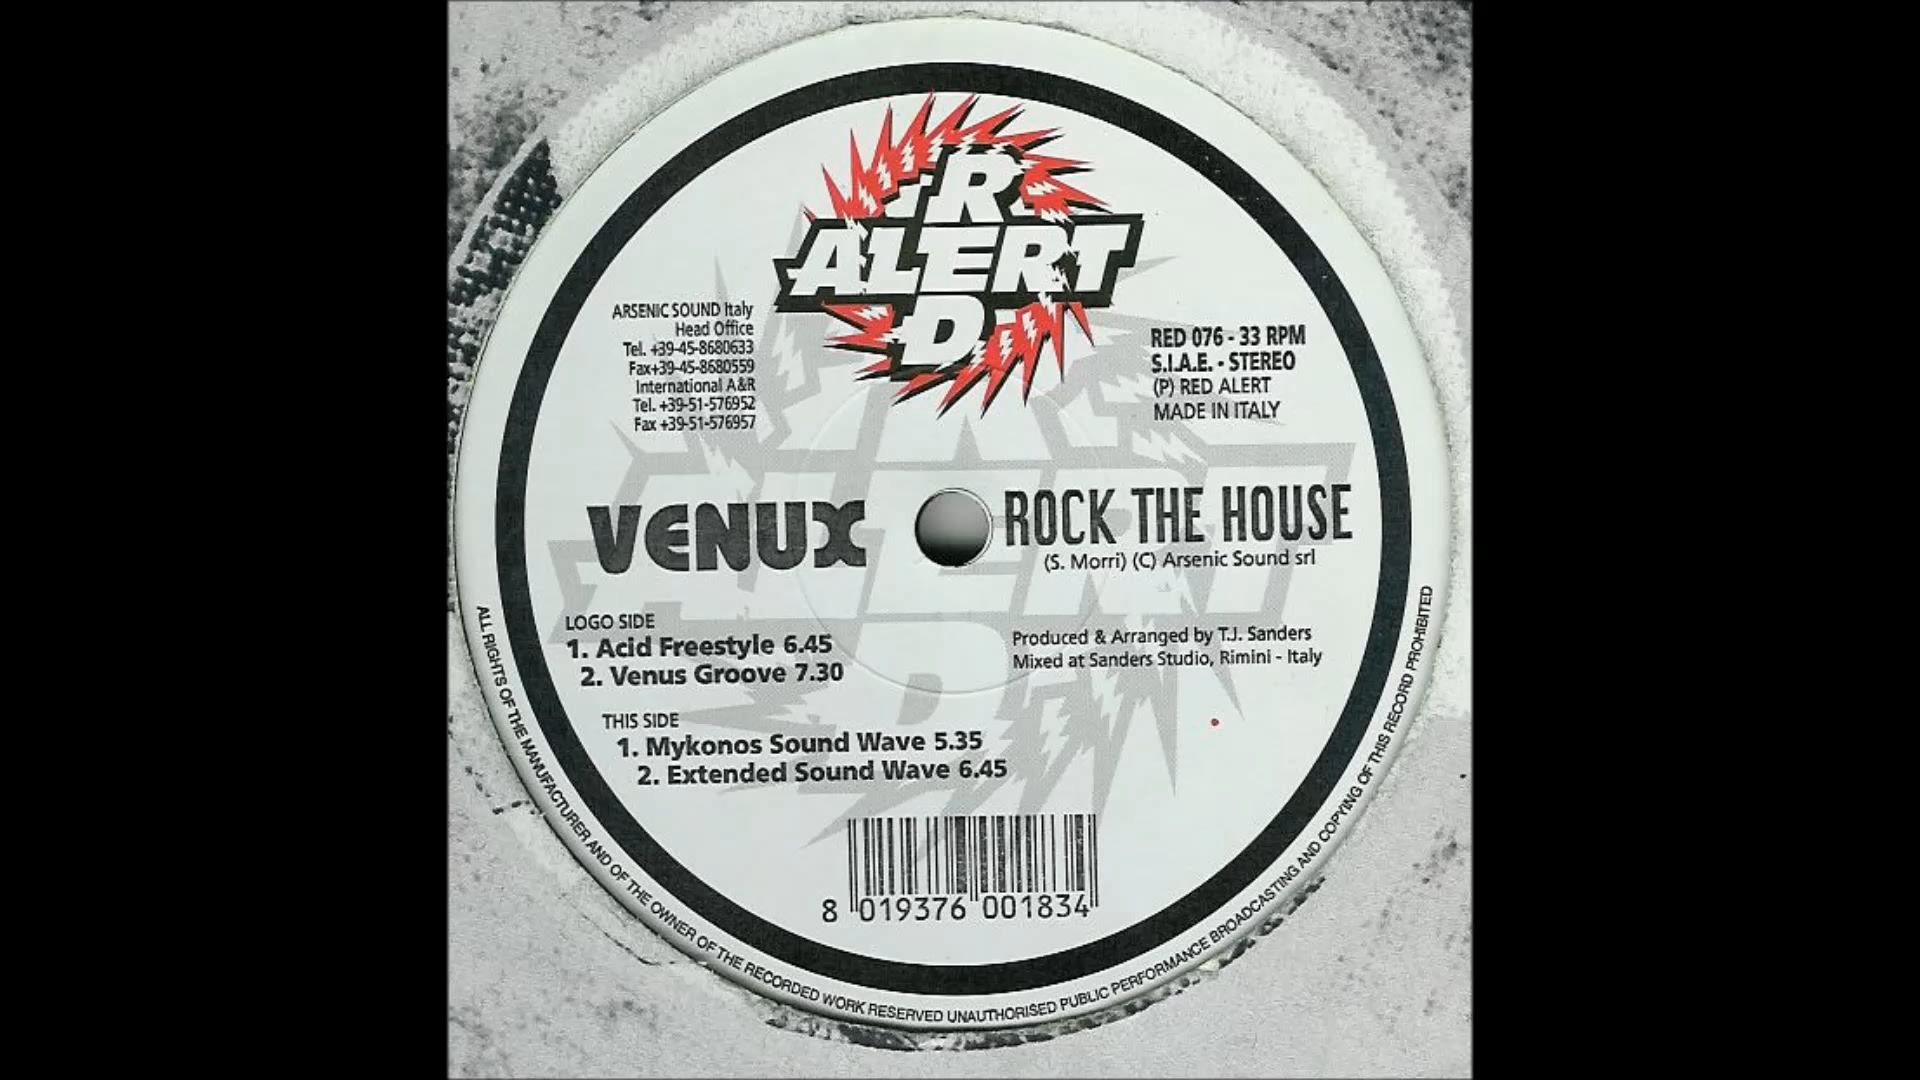 R
ALERT
D
ARSENIC SOUND Italy
Head Office
Tel. +39-45-8680633
Fax+39-45-8680559
International A&R
Tel. +39-51-576952
Fax +39-51-576957
RED 076 - 33 RPM
S.I.A.E. - STEREO
(P) RED ALERT
MADE IN ITALY
VENUX
ROCK THE HOUSE
(S. Morri) (C) Arsenic Sound srl
LOGO SIDE
1. Acid Freestyle 6.45
2. Venus Groove 7.30
Produced & Arranged by T.J. Sanders
Mixed at Sanders Studio, Rimini - Italy
THIS SIDE
1. Mykonos Sound Wave 5.35
2. Extended Sound Wave 6.45
8 019376 001834
ALL RIGHTS OF THE MANUFACTURER AND OF THE OWNER OF THE RECORDED WORK RESERVED UNAUTHORISED PUBLIC PERFORMANCE BROADCASTING AND COPYING OF THIS RECORD PROHIBITED